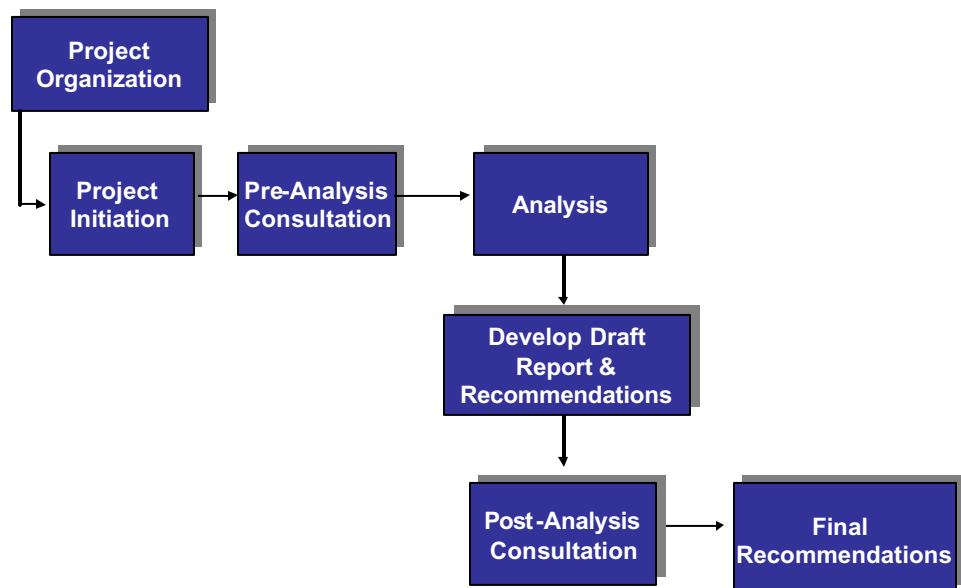 Project
Organization
Project
Initiation
Pre-Analysis
Consultation
Analysis
Develop Draft
Report &
Recommendations
Post-Analysis
Consultation
Final
Recommendations